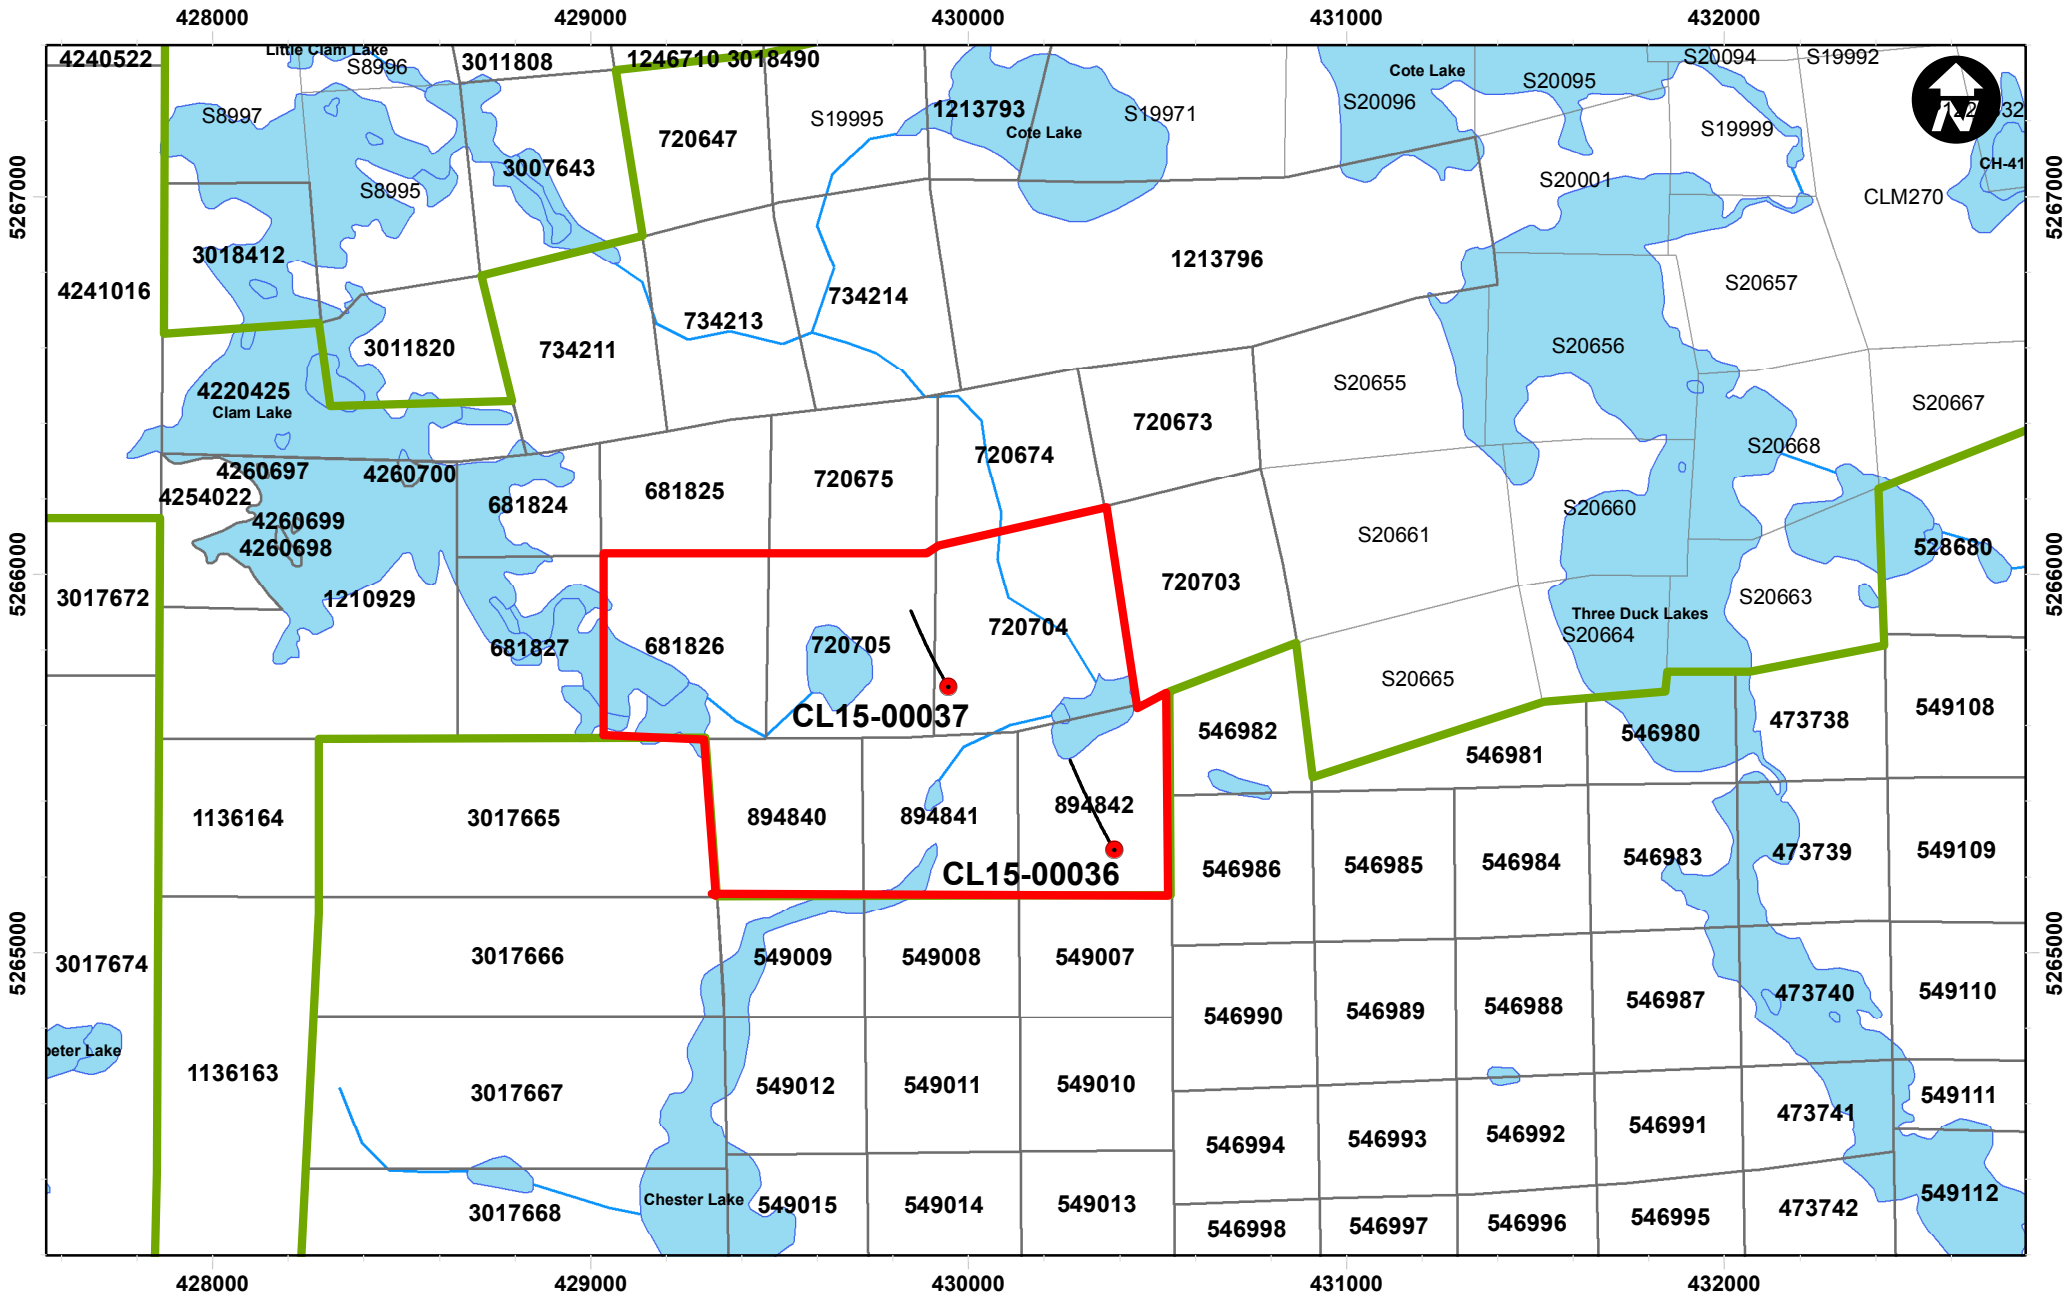 428000 429000 430000 431000 432000
4240522 Little Clam Lake 3011808 1246710 3018490 S20094 S19992
S8996 Cote Lake S20095
S8997 S19995 1213793 S19971 S20096 S19999
720647 Cote Lake N
3007643 CH-41
5267000 S8995 S20001 CLM270 5267000
3018412 1213796
4241016 734214 S20657
734213
3011820 734211 S20656
4220425 S20655 S20667
Clam Lake 720673
720674 S20668
4260697 4260700 720675
4254022 681824 681825 S20660
4260699 S20661
4260698 528680
5266000 3017672 1210929 720703 S20663 5266000
681827 681826 720705 720704 Three Duck Lakes
S20664
S20665
CL15-00037 546982 546980 473738 549108
546981
1136164 3017665 894840 894841 894842
CL15-00036 546986 546985 546984 546983 473739 549109
3017674 3017666 549009 549008 549007 5265000 5265000
546990 546989 546988 546987 473740 549110
peter Lake
1136163 3017667 549012 549011 549010 549111
546994 546993 546992 546991 473741
Chester Lake 549015 549014 549013 549112
3017668 546998 546997 546996 546995 473742
428000 429000 430000 431000 432000